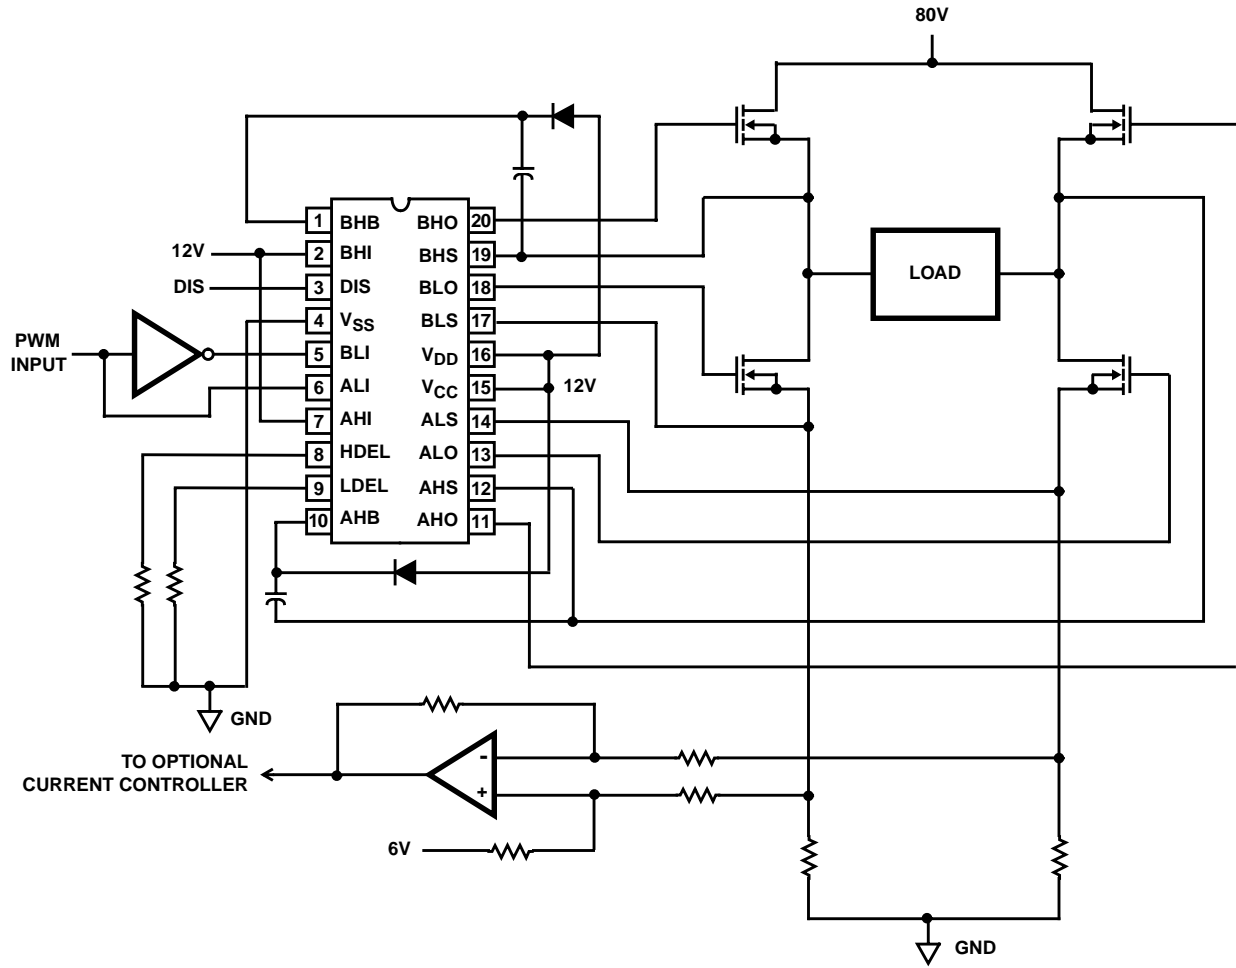 80V
1 BHB BHO 20
12V 2 BHI BHS 19
DIS 3 DIS BLO 18
4 VSS BLS 17
PWM
INPUT
5 BLI VDD 16
6 ALI VCC 15 12V
7 AHI ALS 14
8 HDEL ALO 13
9 LDEL AHS 12
10 AHB AHO 11
LOAD
GND
TO OPTIONAL
CURRENT CONTROLLER
-
+
6V
GND